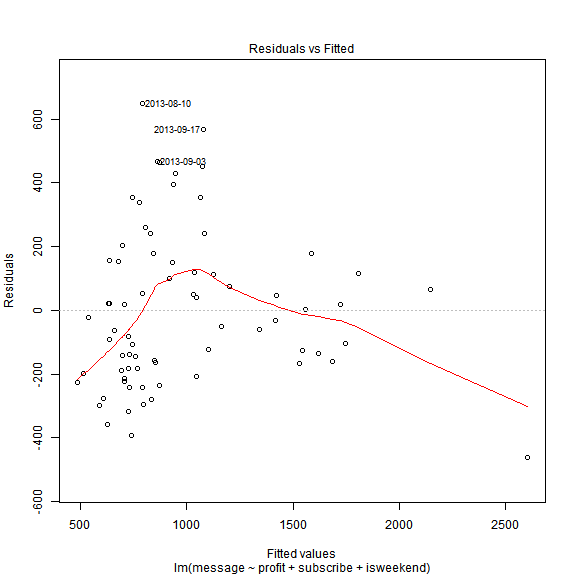 Residuals vs Fitted
Residuals
600
400
200
0
-200
-400
-600
2013-08-10
2013-09-17
2013-09-03
500 1000 1500 2000 2500
Fitted values
lm(message ~ profit + subscribe + isweekend)